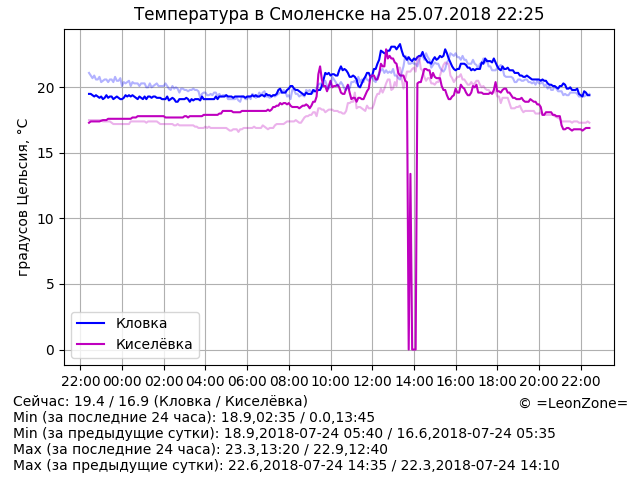 Температура в Смоленске на 25.07.2018 22:25
градусов Цельсия, °C
20
15
10
5
0
Кловка
Киселёвка
22:00 00:00 02:00 04:00 06:00 08:00 10:00 12:00 14:00 16:00 18:00 20:00 22:00
Сейчас: 19.4 / 16.9 (Кловка / Киселёвка)
© =LeonZone=
Min (за последние 24 часа): 18.9,02:35 / 0.0,13:45
Min (за предыдущие сутки): 18.9,2018-07-24 05:40 / 16.6,2018-07-24 05:35
Max (за последние 24 часа): 23.3,13:20 / 22.9,12:40
Max (за предыдущие сутки): 22.6,2018-07-24 14:35 / 22.3,2018-07-24 14:10